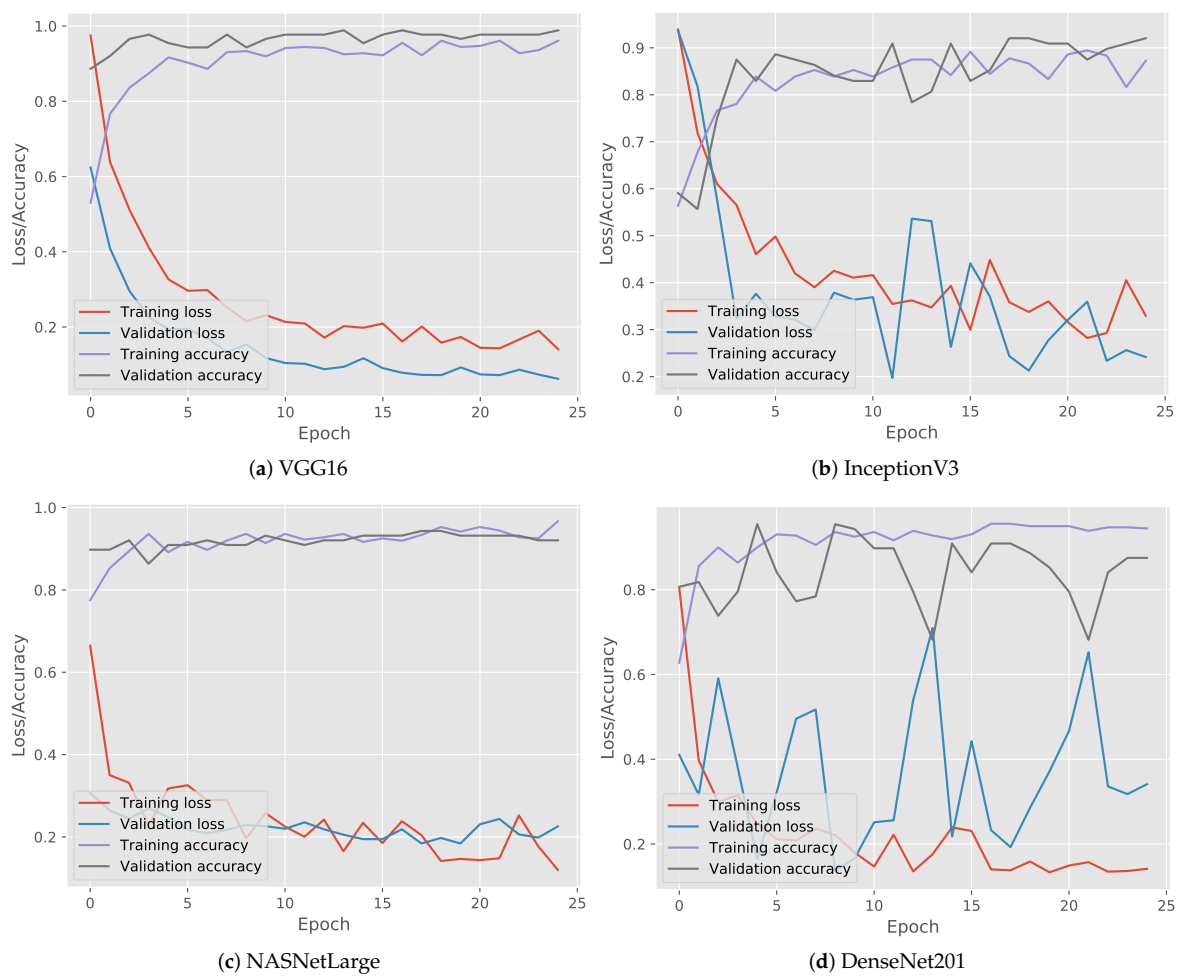 1.0
0.8
0.6
0.4
0.2
Loss/Accuracy
Training loss
Validation loss
Training accuracy
Validation accuracy
0 5 10 15 20 25
Epoch
(a) VGG16
0.9
0.8
0.7
0.6
0.5
0.4
0.3
0.2
Loss/Accuracy
Training loss
Validation loss
Training accuracy
Validation accuracy
0 5 10 15 20 25
Epoch
(b) InceptionV3
1.0
0.8
0.6
0.4
0.2
Loss/Accuracy
Training loss
Validation loss
Training accuracy
Validation accuracy
0 5 10 15 20 25
Epoch
(c) NASNetLarge
0.8
0.6
0.4
0.2
Loss/Accuracy
Training loss
Validation loss
Training accuracy
Validation accuracy
0 5 10 15 20 25
Epoch
(d) DenseNet201